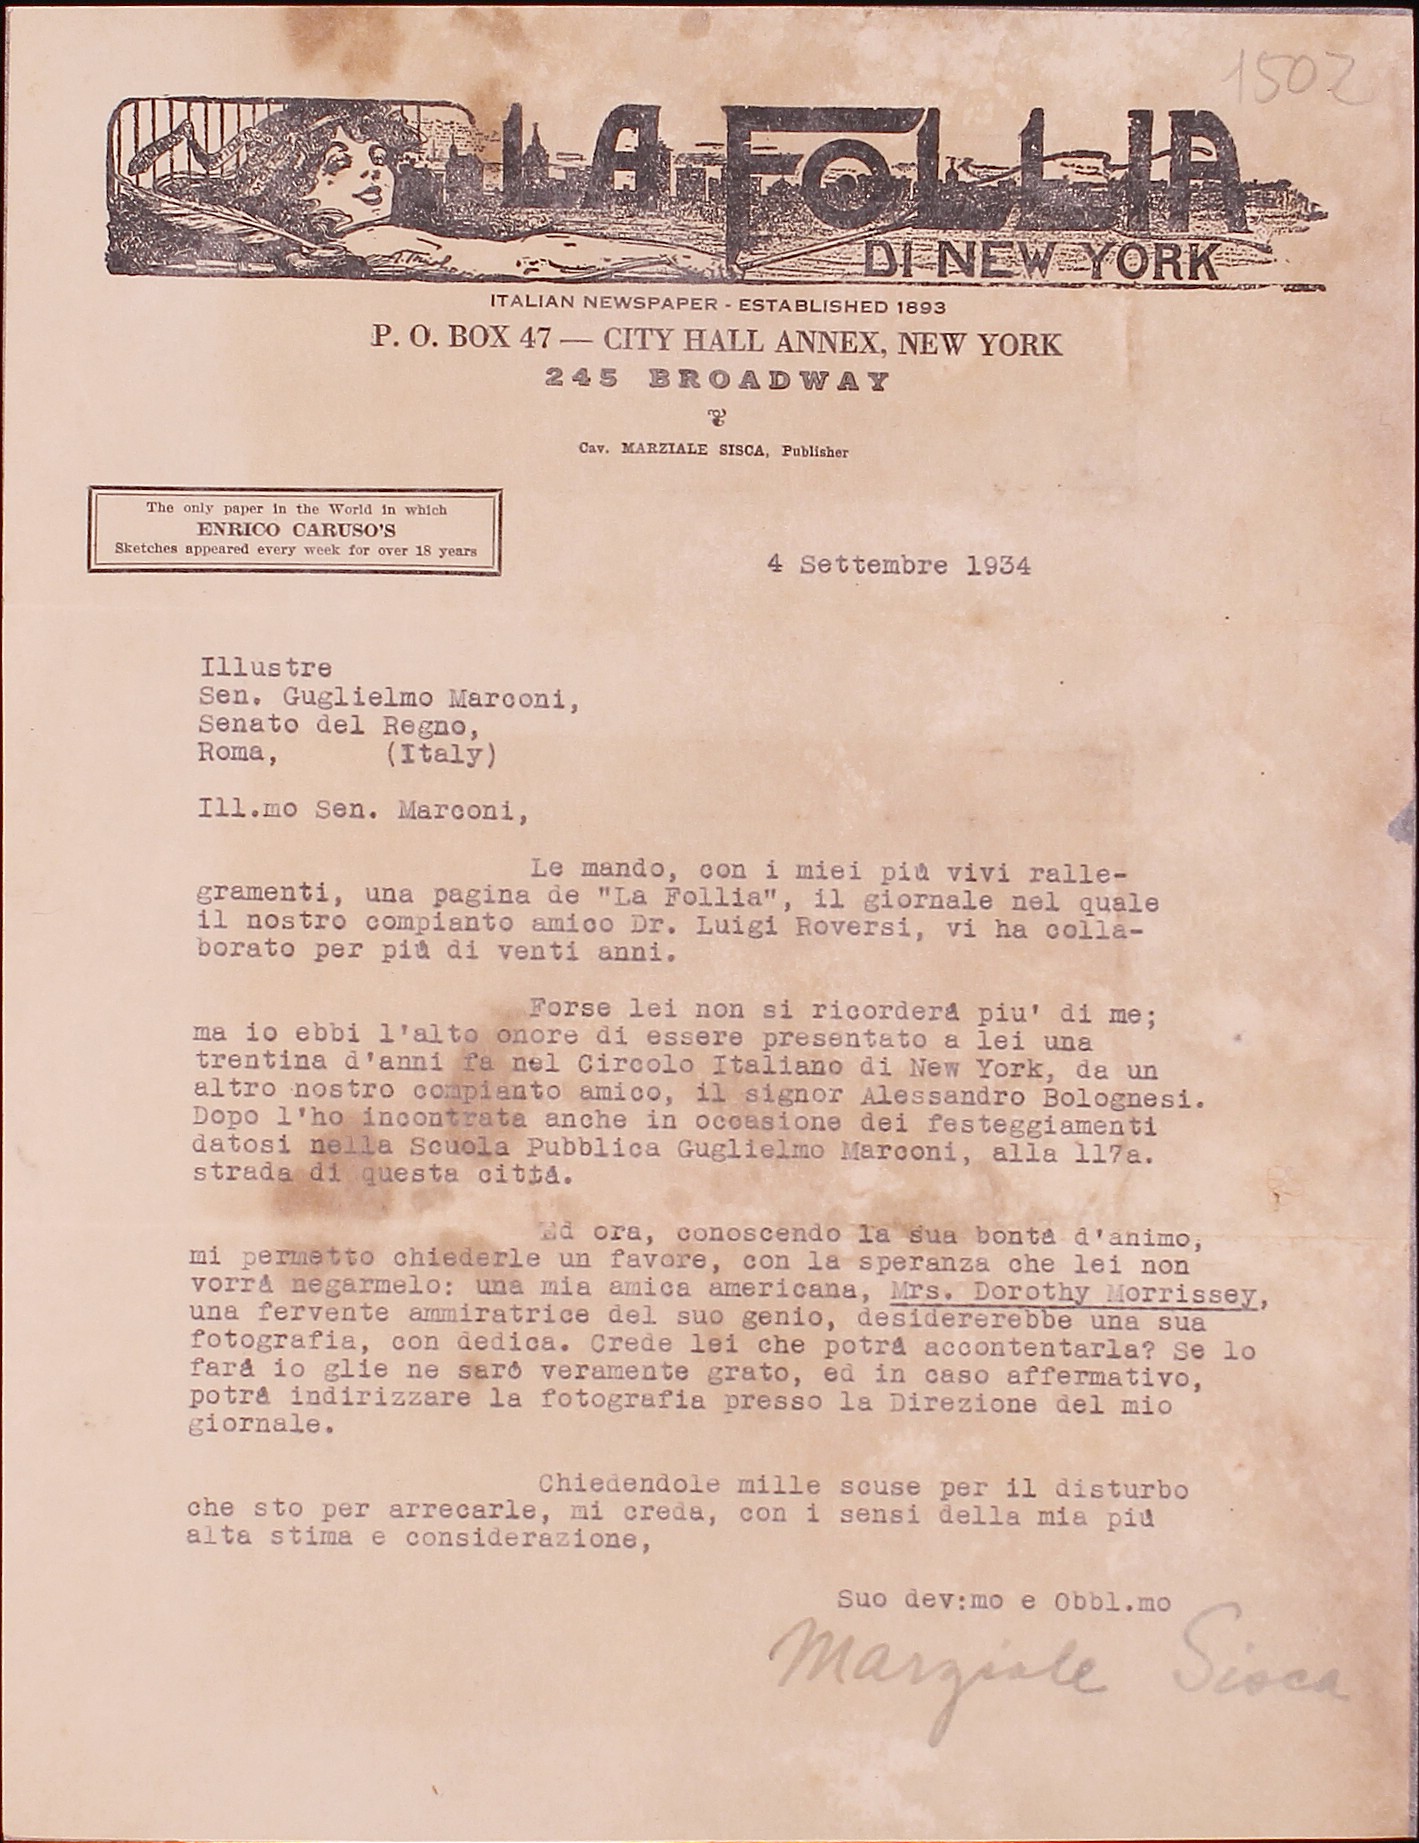 1502
LA FOLLIA
DI NEW YORK
ITALIAN NEWSPAPER - ESTABLISHED 1893
P. O. BOX 47 — CITY HALL ANNEX, NEW YORK
245 BROADWAY
Cav. MARZIALE SISCA, Publisher
The only paper in the World in which
ENRICO CARUSO'S
Sketches appeared every week for over 18 years
4 Settembre 1934
Illustre
Sen. Guglielmo Marconi,
Senato del Regno,
Roma, (Italy)
Ill.mo Sen. Marconi,
Le mando, con i miei più vivi ralle-
gramenti, una pagina de "La Follia", il giornale nel quale
il nostro compianto amico Dr. Luigi Roversi, vi ha colla-
borato per più di venti anni.
Forse lei non si ricorderà piu' di me;
ma io ebbi l'alto onore di essere presentato a lei una
trentina d'anni fa nel Circolo Italiano di New York, da un
altro nostro compianto amico, il signor Alessandro Bolognesi.
Dopo l'ho incontrata anche in occasione dei festeggiamenti
datosi nella Scuola Pubblica Guglielmo Marconi, alla 117a.
strada di questa città.
Ed ora, conoscendo la sua bontà d'animo,
mi permetto chiederle un favore, con la speranza che lei non
vorrà negarmelo: una mia amica americana, Mrs. Dorothy Morrissey,
una fervente ammiratrice del suo genio, desidererebbe una sua
fotografia, con dedica. Crede lei che potrà accontentarla? Se lo
farà io glie ne sarò veramente grato, ed in caso affermativo,
potrà indirizzare la fotografia presso la Direzione del mio
giornale.
Chiedendole mille scuse per il disturbo
che sto per arrecarle, mi creda, con i sensi della mia più
alta stima e considerazione,
Suo dev:mo e Obbl.mo
Marziale Sisca